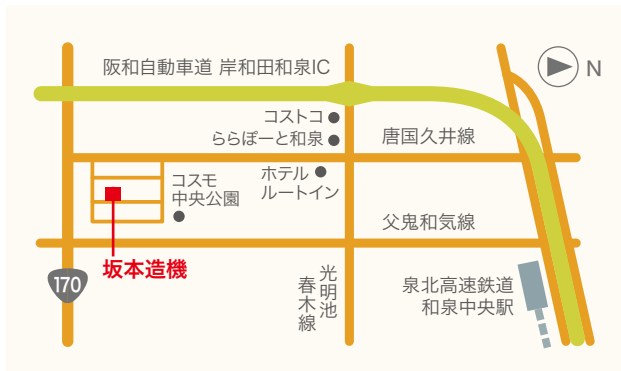 阪和自動車道 岸和田和泉IC
N
コストコ
ららぽーと和泉
唐国久井線
コスモ
中央公園
ホテル
ルートイン
父鬼和気線
坂本造機
170
光明池
春木線
泉北高速鉄道
和泉中央駅